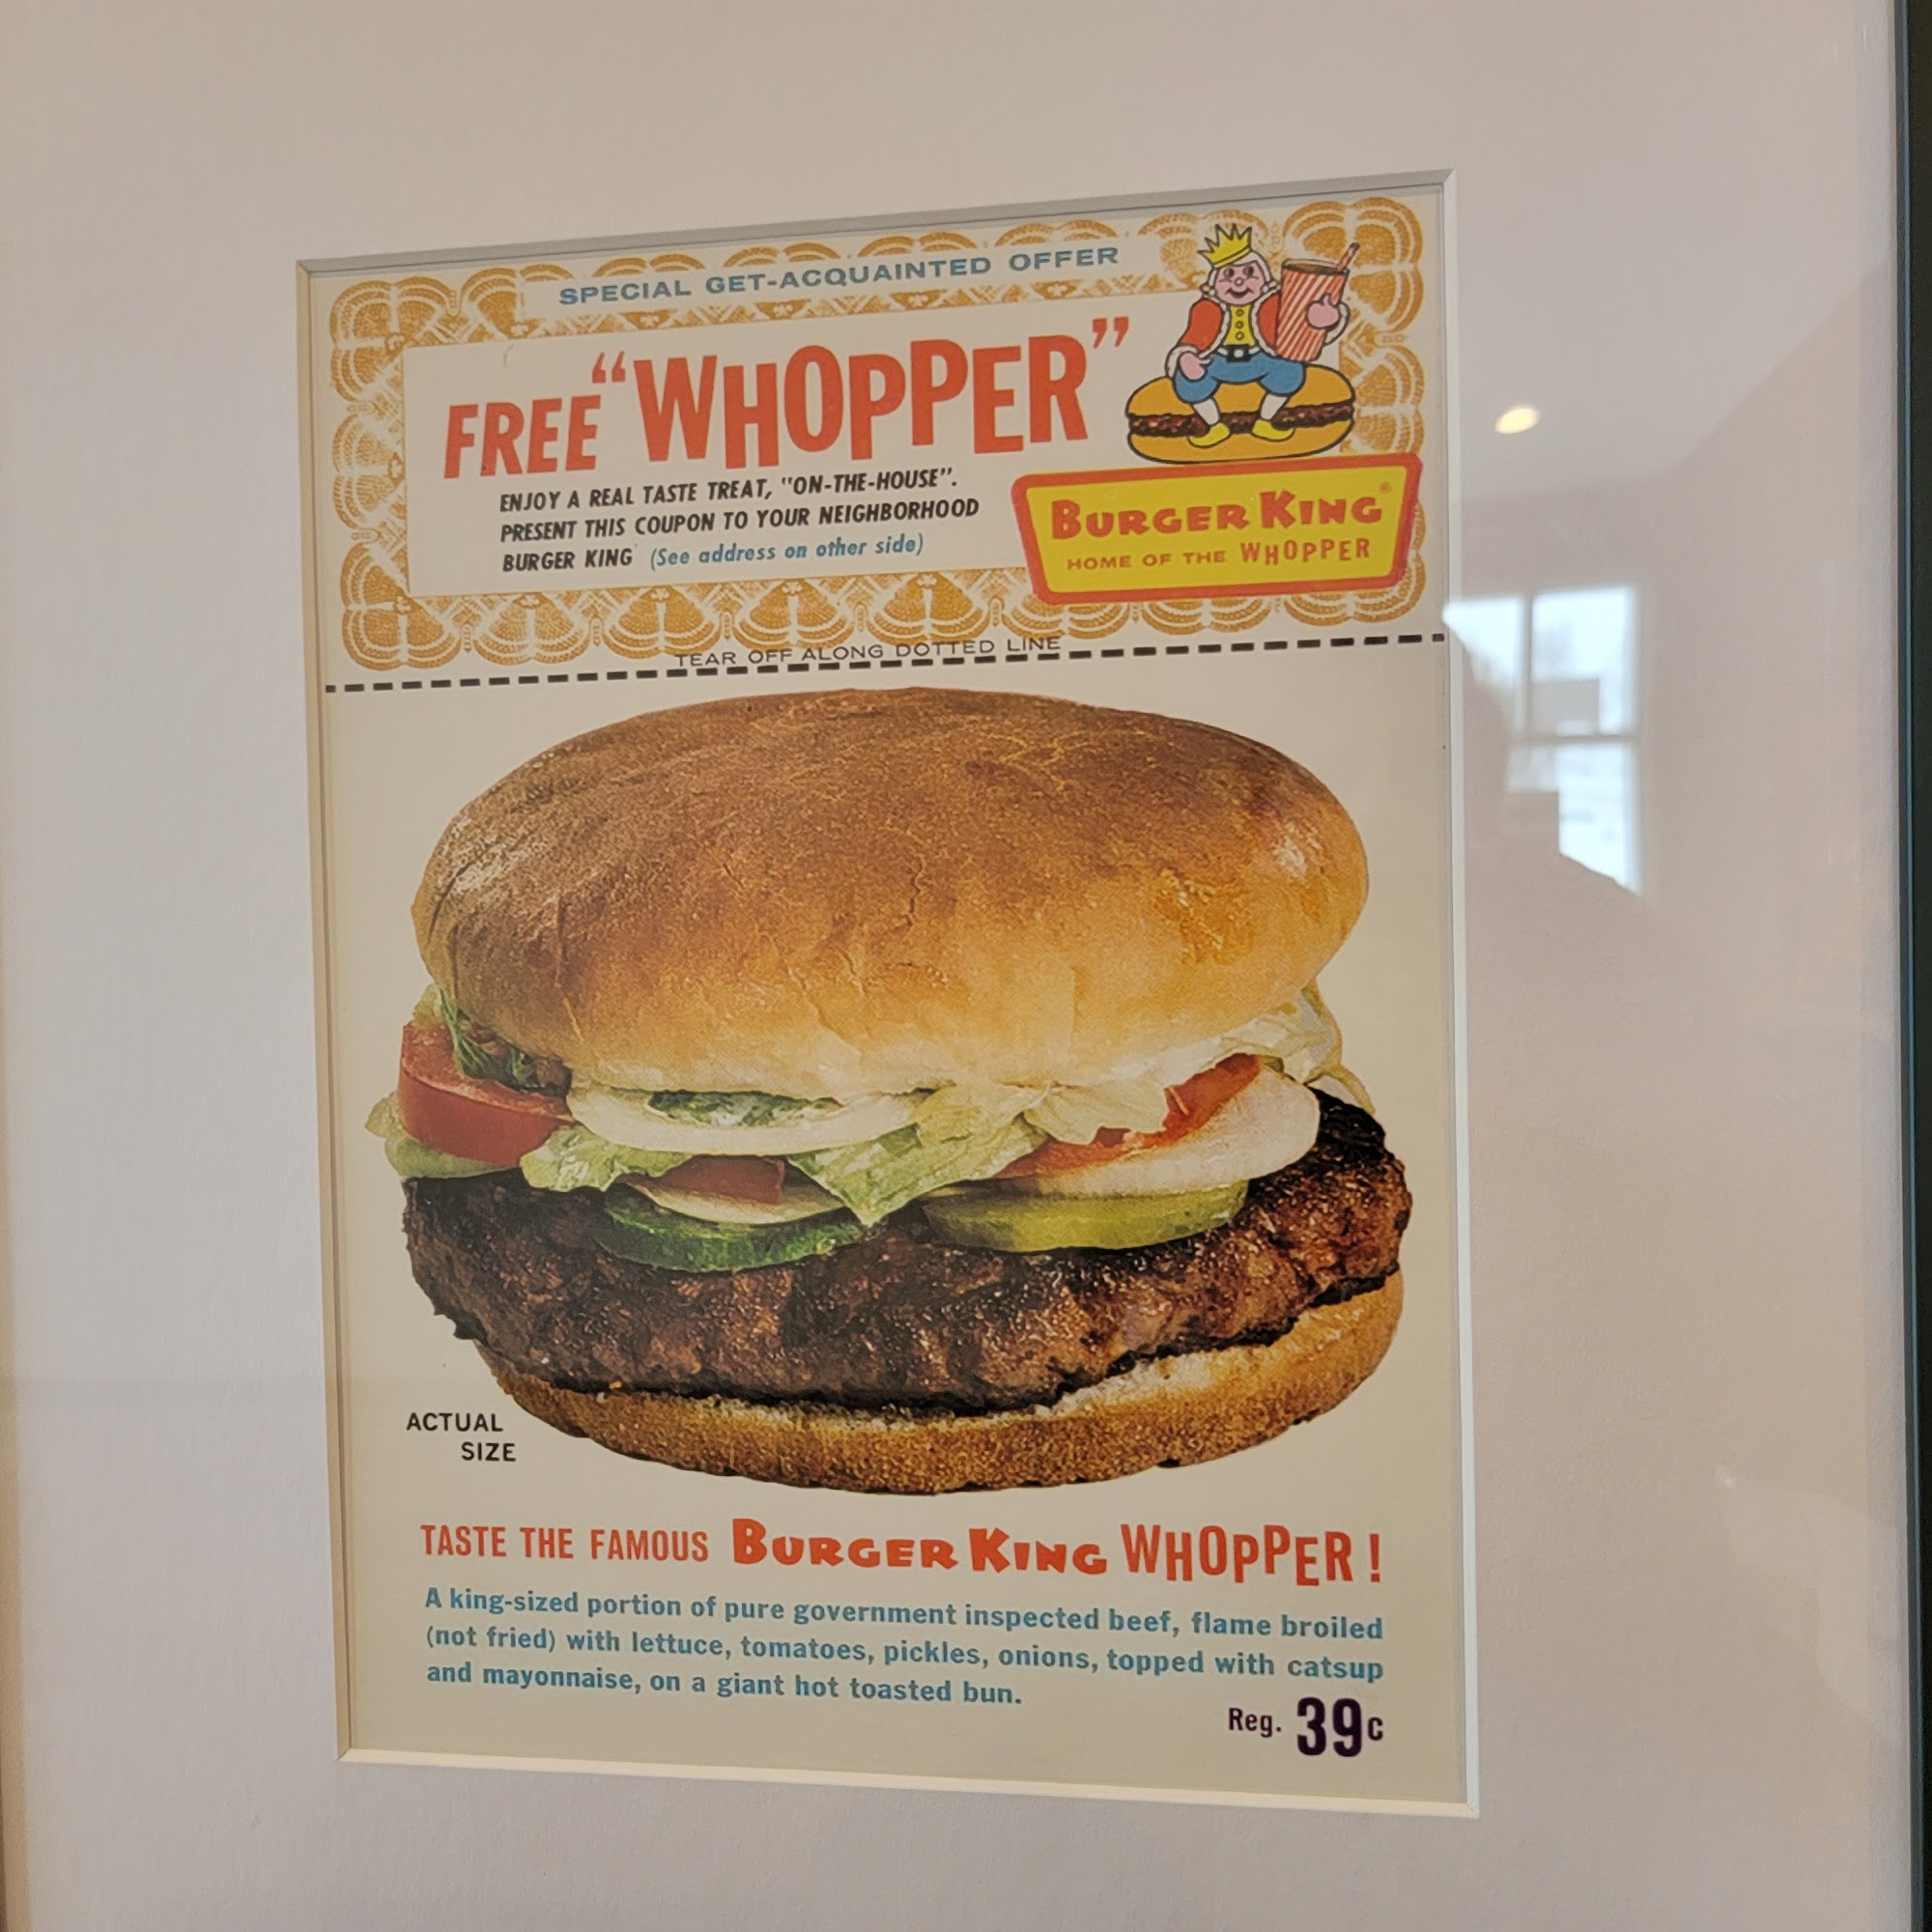 SPECIAL GET-ACQUAINTED OFFER
FREE “WHOPPER”
ENJOY A REAL TASTE TREAT, "ON-THE-HOUSE".
PRESENT THIS COUPON TO YOUR NEIGHBORHOOD
BURGER KING (See address on other side)
BURGER KING®
HOME OF THE WHOPPER
TEAR OFF ALONG DOTTED LINE
ACTUAL
SIZE
TASTE THE FAMOUS BURGER KING WHOPPER!
A king-sized portion of pure government inspected beef, flame broiled
(not fried) with lettuce, tomatoes, pickles, onions, topped with catsup
and mayonnaise, on a giant hot toasted bun.
Reg. 39c